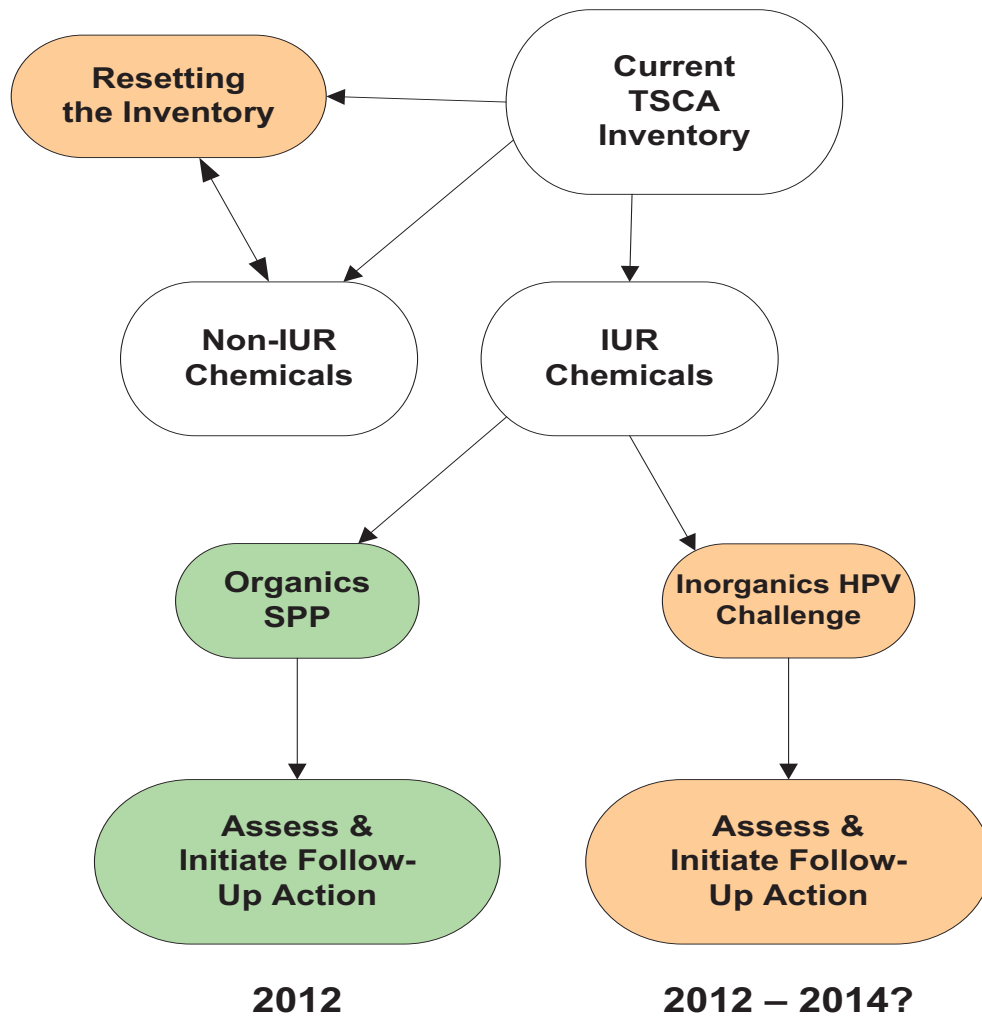 Resetting
the Inventory
Current
TSCA
Inventory
Non-IUR
Chemicals
IUR
Chemicals
Organics
SPP
Inorganics HPV
Challenge
Assess &
Initiate Follow-
Up Action
Assess &
Initiate Follow-
Up Action
2012
2012 – 2014?